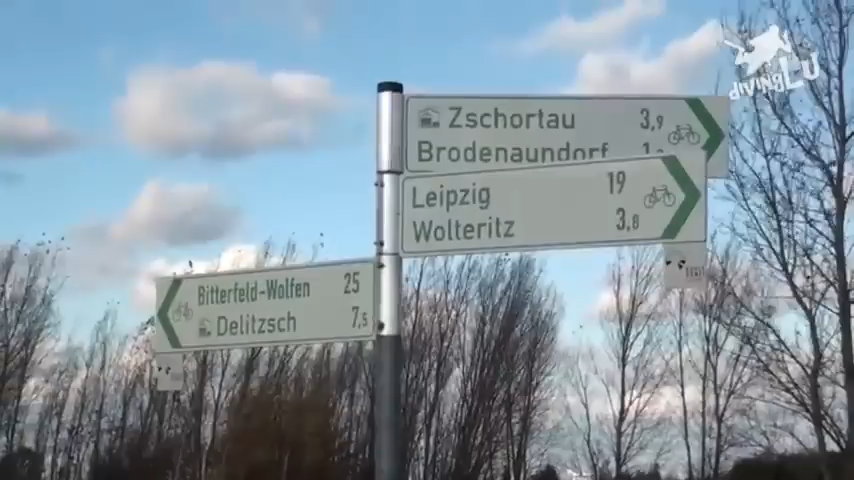 divingLU
Zschortau 3,9
Brodenaundorf
Leipzig 19
Wolteritz 3,8
Bitterfeld-Wolfen 25
Delitzsch 7,5